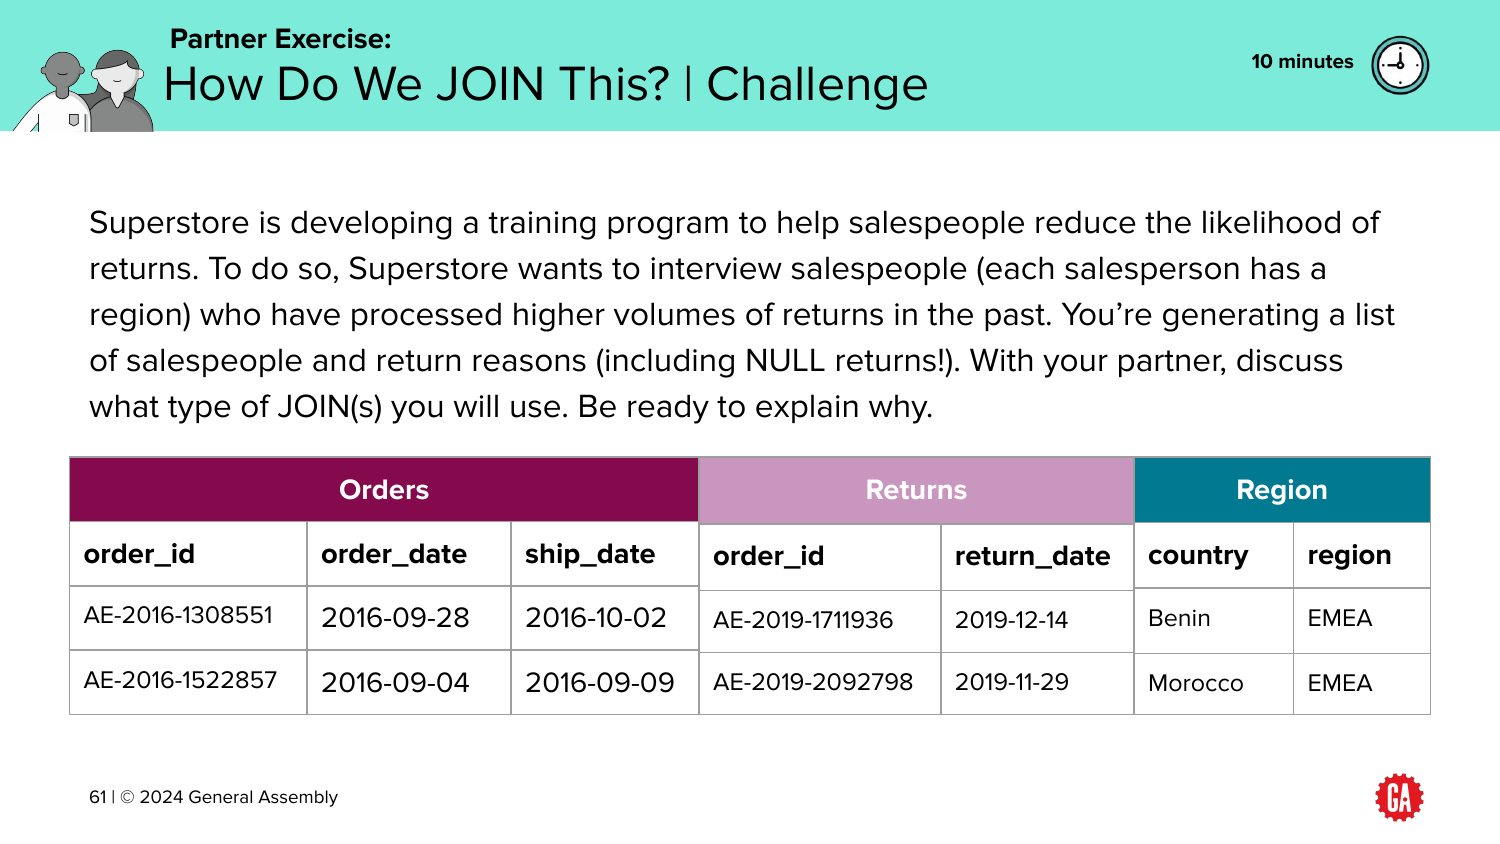 Partner Exercise:
How Do We JOIN This? | Challenge
10 minutes
Superstore is developing a training program to help salespeople reduce the likelihood of
returns. To do so, Superstore wants to interview salespeople (each salesperson has a
region) who have processed higher volumes of returns in the past. You’re generating a list
of salespeople and return reasons (including NULL returns!). With your partner, discuss
what type of JOIN(s) you will use. Be ready to explain why.
Orders Returns Region
order_id order_date ship_date order_id return_date country region
AE-2016-1308551 2016-09-28 2016-10-02 AE-2019-1711936 2019-12-14 Benin EMEA
AE-2016-1522857 2016-09-04 2016-09-09 AE-2019-2092798 2019-11-29 Morocco EMEA
61 | © 2024 General Assembly
GA